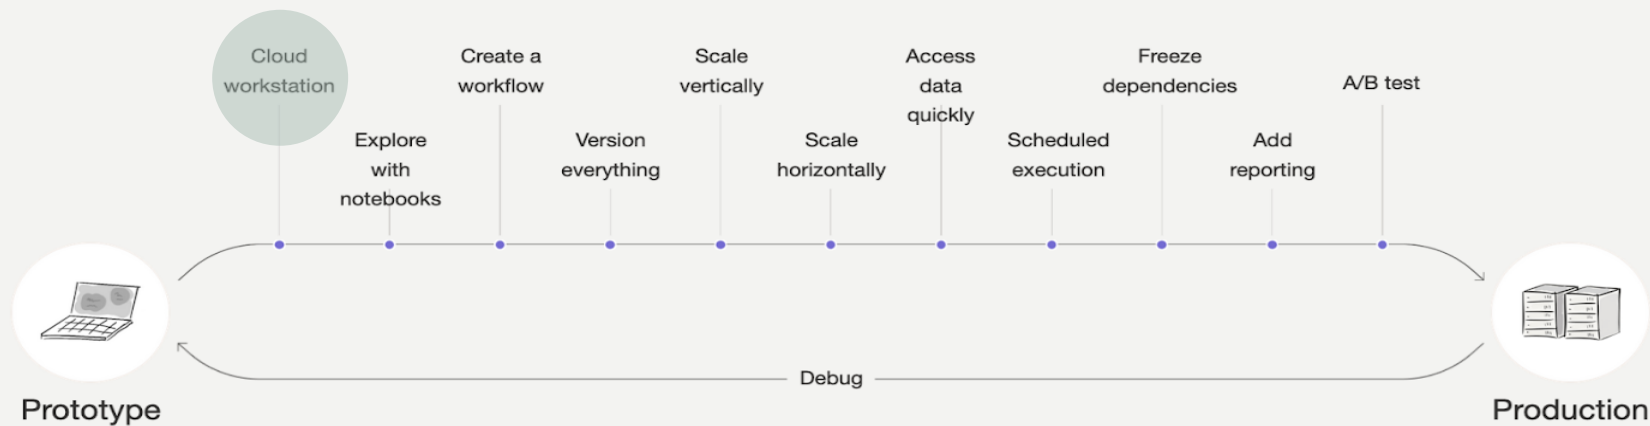 Cloud
workstation
Explore
with
notebooks
Create a
workflow
Version
everything
Scale
vertically
Scale
horizontally
Access
data
quickly
Scheduled
execution
Freeze
dependencies
Add
reporting
A/B test
Debug
Prototype
Production